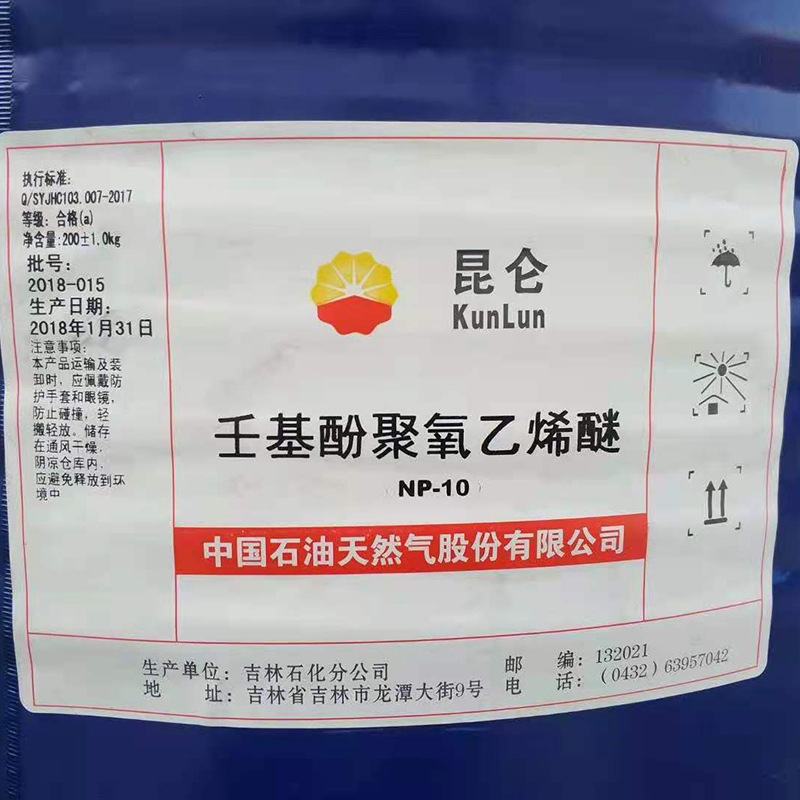 执行标准:
Q/SYJHC103.007-2017
等级: 合格(a)
净含量:200±1.0kg
批号:
2018-015
生产日期:
2018年1月31日
注意事项:
本产品运输及装
卸时, 应佩戴防
护手套和眼镜,
防止碰撞, 轻
搬轻放。储存
在通风干燥,
阴凉仓库内.
应避免释放到环
境中
昆仑
KunLun
壬基酚聚氧乙烯醚
(NP-10)
中国石油天然气股份有限公司
生产单位: 吉林石化分公司
地 址: 吉林省吉林市龙潭大街9号
邮 编: 132021
电 话: (0432) 63957042